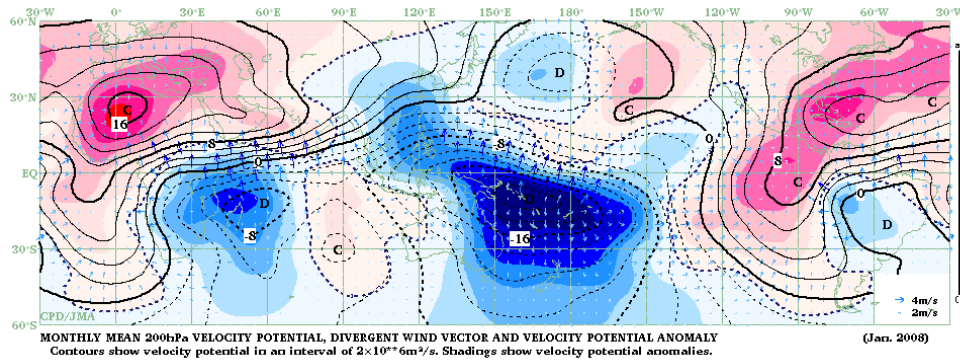 30°W 0° 30°E 60°E 90°E 120°E 150°E 180° 150°W 120°W 90°W 60°W 30°W
60°N
D
30°N C C C C
16
8 8
0 0
EQ 8
C
0
D
-8 -16 D
30°S C
4m/s
CPD/JMA 2m/s
60°S
MONTHLY MEAN 200hPa VELOCITY POTENTIAL, DIVERGENT WIND VECTOR AND VELOCITY POTENTIAL ANOMALY (Jan. 2008)
Contours show velocity potential in an interval of 2×10**6m²/s. Shadings show velocity potential anomalies.